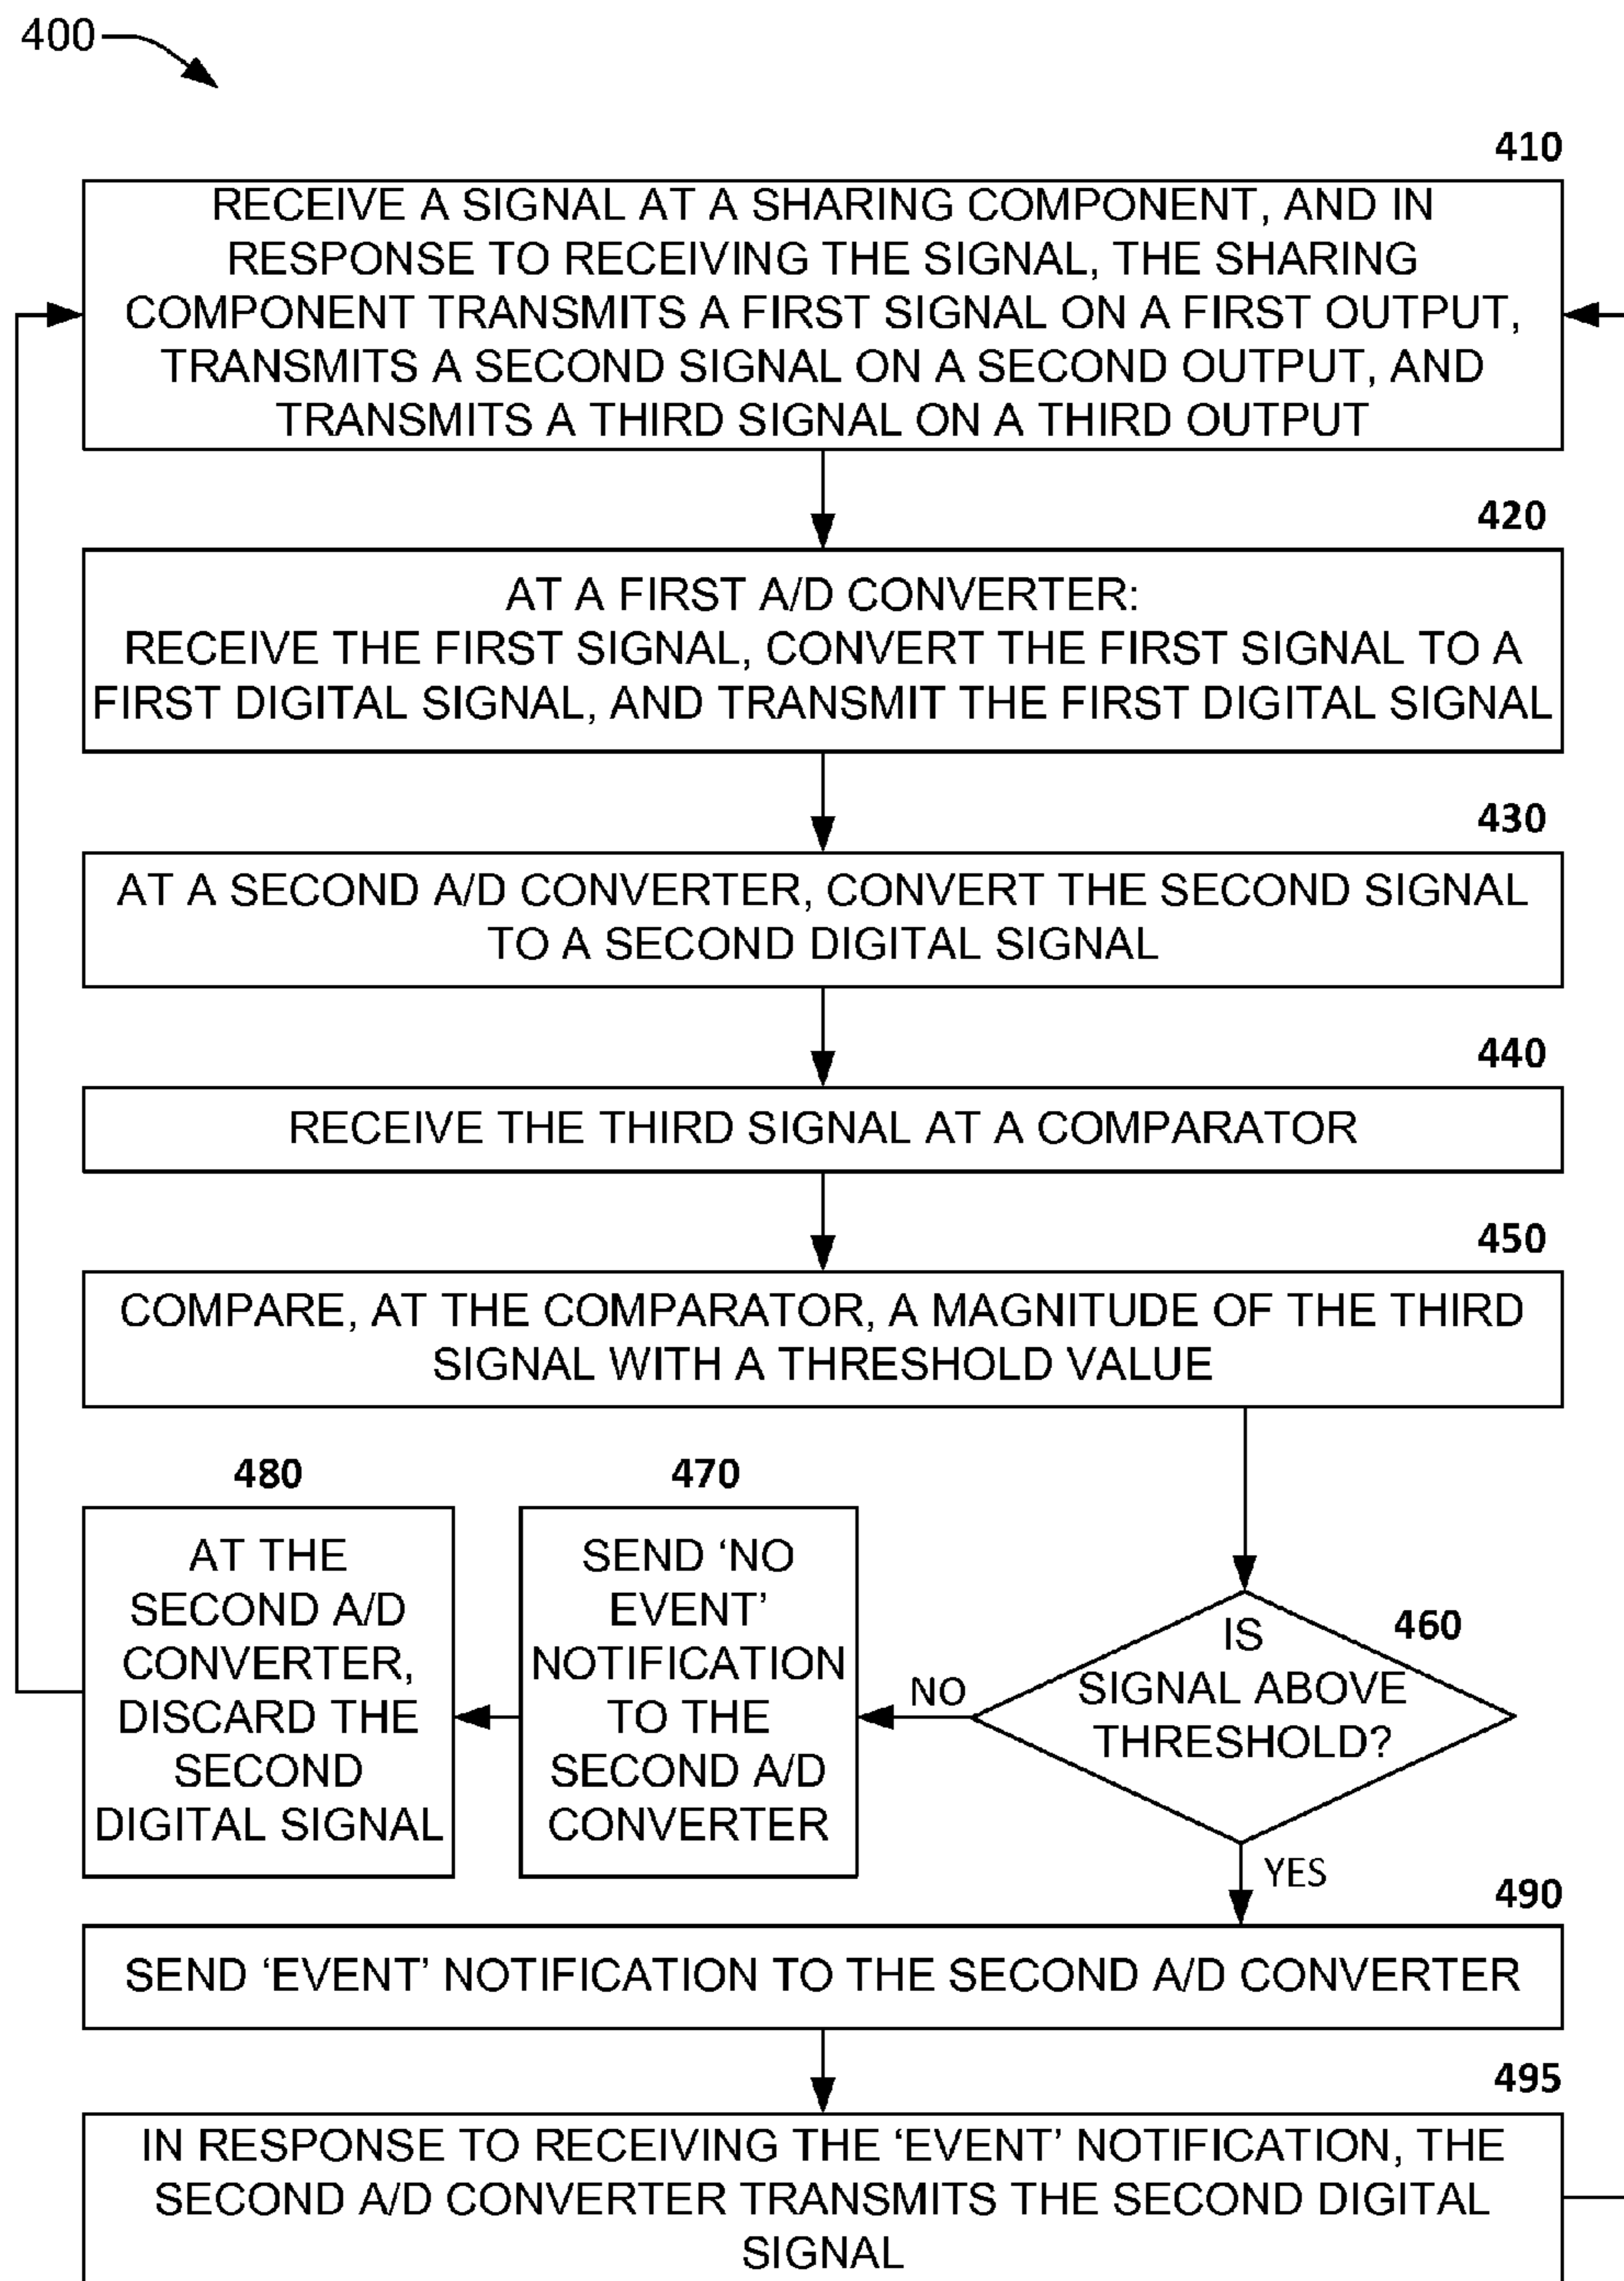 400
410
RECEIVE A SIGNAL AT A SHARING COMPONENT, AND IN
RESPONSE TO RECEIVING THE SIGNAL, THE SHARING
COMPONENT TRANSMITS A FIRST SIGNAL ON A FIRST OUTPUT,
TRANSMITS A SECOND SIGNAL ON A SECOND OUTPUT, AND
TRANSMITS A THIRD SIGNAL ON A THIRD OUTPUT
420
AT A FIRST A/D CONVERTER:
RECEIVE THE FIRST SIGNAL, CONVERT THE FIRST SIGNAL TO A
FIRST DIGITAL SIGNAL, AND TRANSMIT THE FIRST DIGITAL SIGNAL
430
AT A SECOND A/D CONVERTER, CONVERT THE SECOND SIGNAL
TO A SECOND DIGITAL SIGNAL
440
RECEIVE THE THIRD SIGNAL AT A COMPARATOR
450
COMPARE, AT THE COMPARATOR, A MAGNITUDE OF THE THIRD
SIGNAL WITH A THRESHOLD VALUE
460
IS
SIGNAL ABOVE
THRESHOLD?
NO
470
SEND ‘NO
EVENT’
NOTIFICATION
TO THE
SECOND A/D
CONVERTER
480
AT THE
SECOND A/D
CONVERTER,
DISCARD THE
SECOND
DIGITAL SIGNAL
YES
490
SEND ‘EVENT’ NOTIFICATION TO THE SECOND A/D CONVERTER
495
IN RESPONSE TO RECEIVING THE ‘EVENT’ NOTIFICATION, THE
SECOND A/D CONVERTER TRANSMITS THE SECOND DIGITAL
SIGNAL